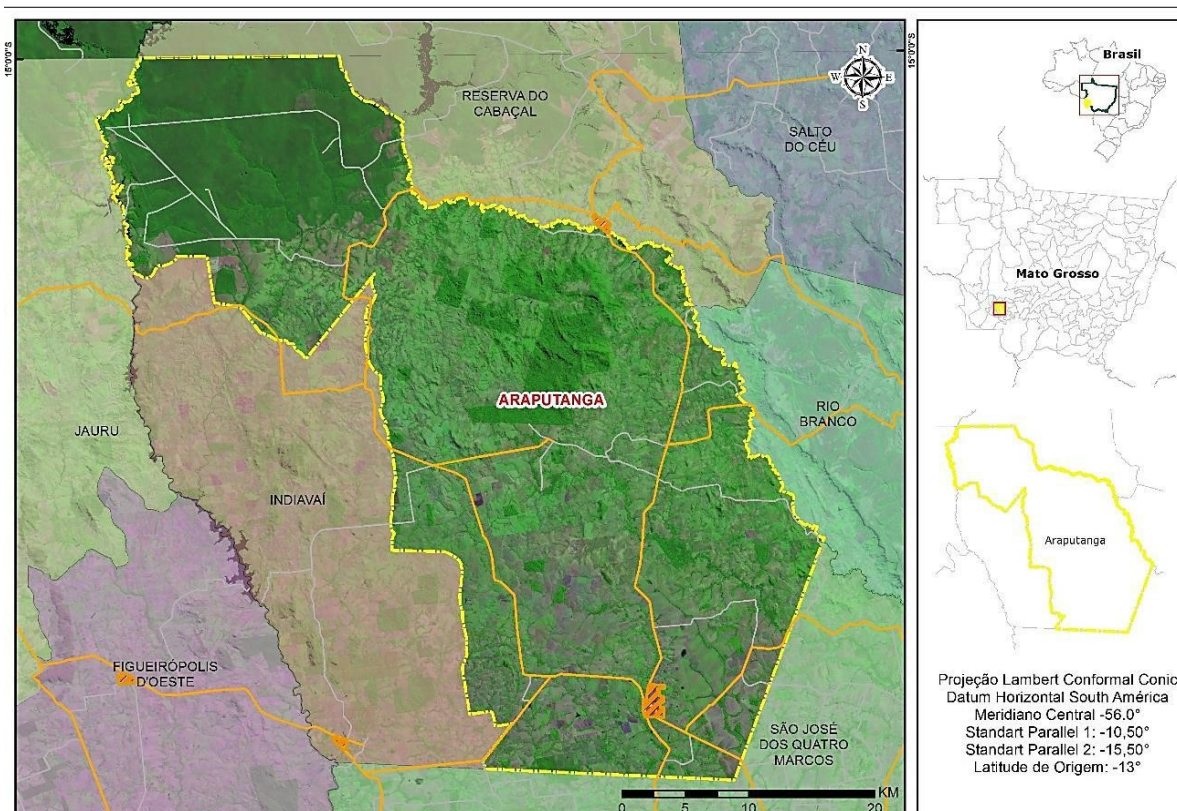 15°0'0"S
15°0'0"S
N
W
E
S
RESERVA DO
CABAÇAL
SALTO
DO CÉU
ARAPUTANGA
RIO
BRANCO
JAURU
INDIAVAÍ
FIGUEIRÓPOLIS
D'OESTE
SÃO JOSÉ
DOS QUATRO
MARCOS
KM
0 5 10 20
Brasil
Mato Grosso
Araputanga
Projeção Lambert Conformal Conic
Datum Horizontal South América
Meridiano Central -56.0°
Standart Parallel 1: -10,50°
Standart Parallel 2: -15,50°
Latitude de Origem: -13°